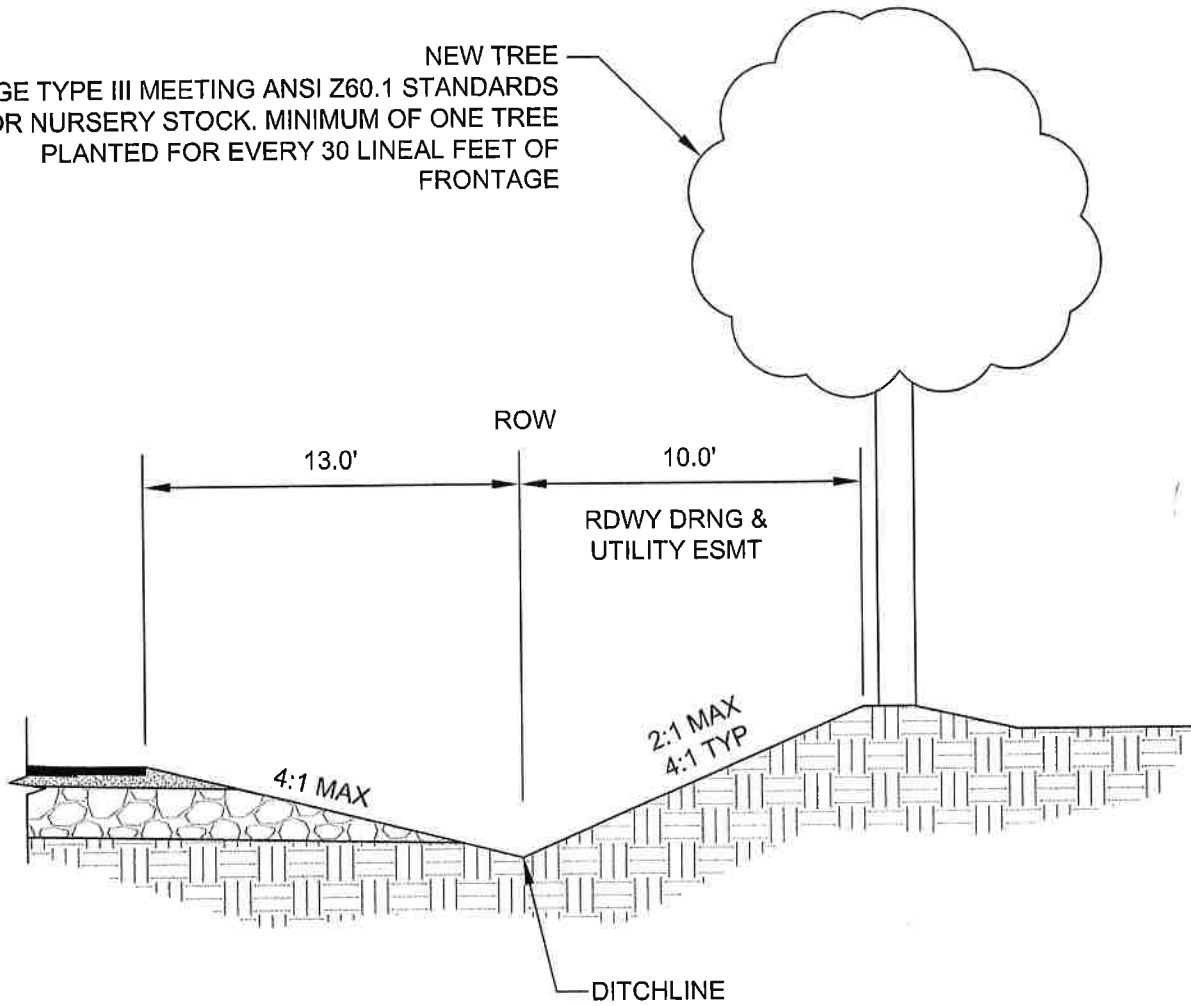 NEW TREE
TYPE III MEETING ANSI Z60.1 STANDARDS
NURSERY STOCK. MINIMUM OF ONE TREE
PLANTED FOR EVERY 30 LINEAL FEET OF
FRONTAGE
ROW
13.0'
10.0'
RDWY DRNG &
UTILITY ESMT
4:1 MAX
2:1 MAX
4:1 TYP
DITCHLINE